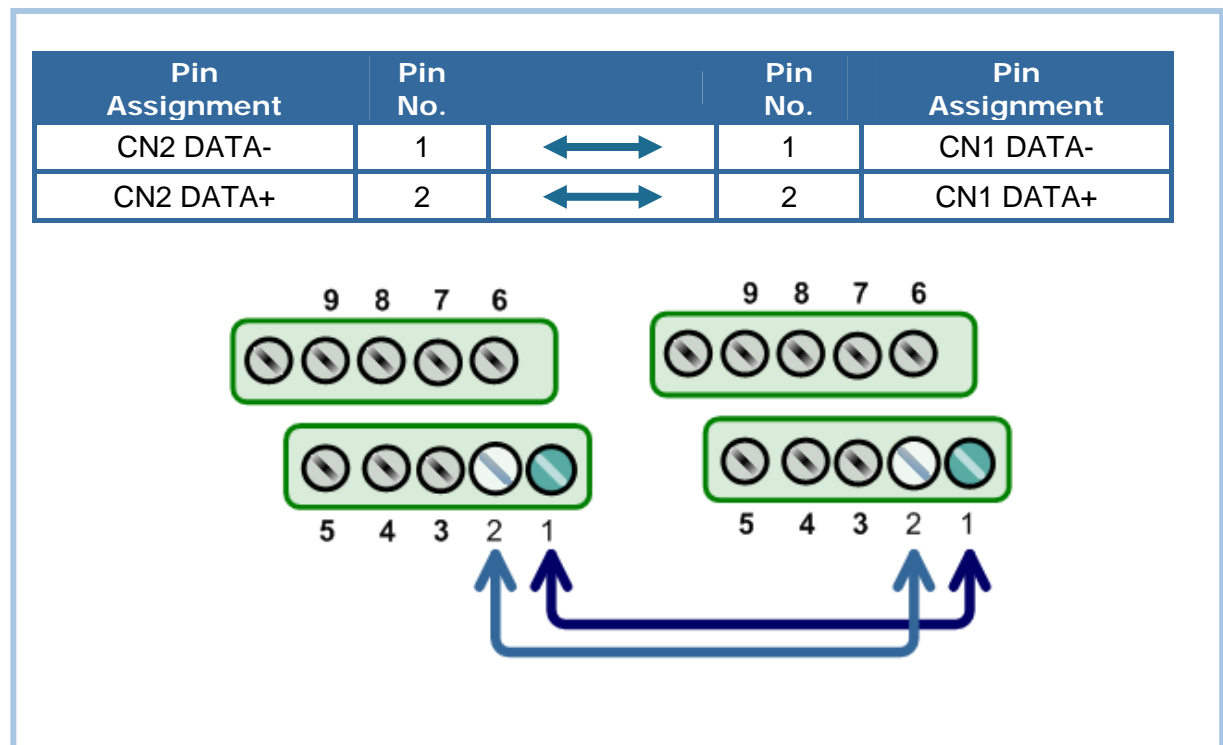 Pin Assignment Pin No. Pin No. Pin Assignment
CN2 DATA- 1 1 CN1 DATA-
CN2 DATA+ 2 2 CN1 DATA+
9 8 7 6 9 8 7 6
5 4 3 2 1 5 4 3 2 1